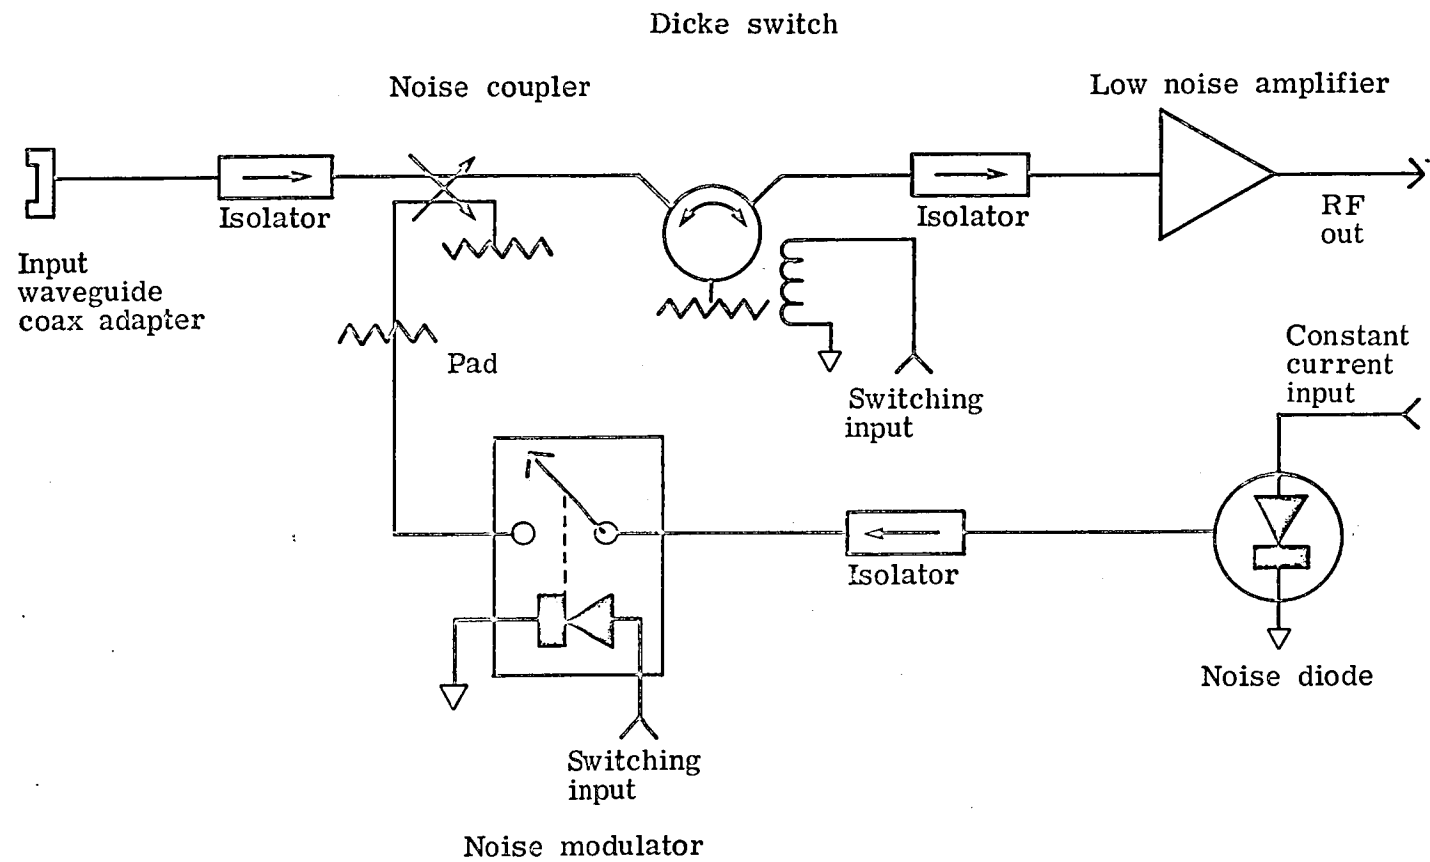 Dicke switch
Noise coupler
Low noise amplifier
Isolator
Isolator
RF
out
Input
waveguide
coax adapter
Pad
Switching
input
Constant
current
input
Isolator
Noise diode
Switching
input
Noise modulator